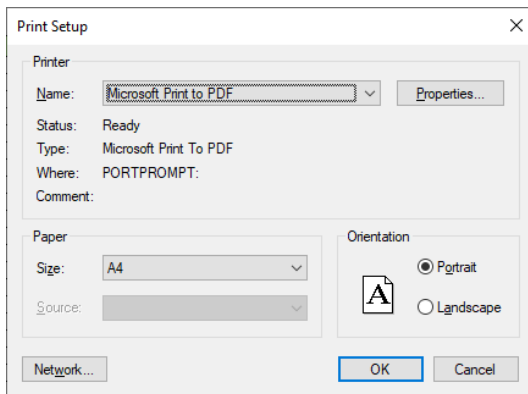 Print Setup
Printer
Name: Microsoft Print to PDF Properties...
Status: Ready
Type: Microsoft Print To PDF
Where: PORTPROMPT:
Comment:
Paper
Size: A4
Source:
Orientation
A
Portrait
Landscape
Network... OK Cancel